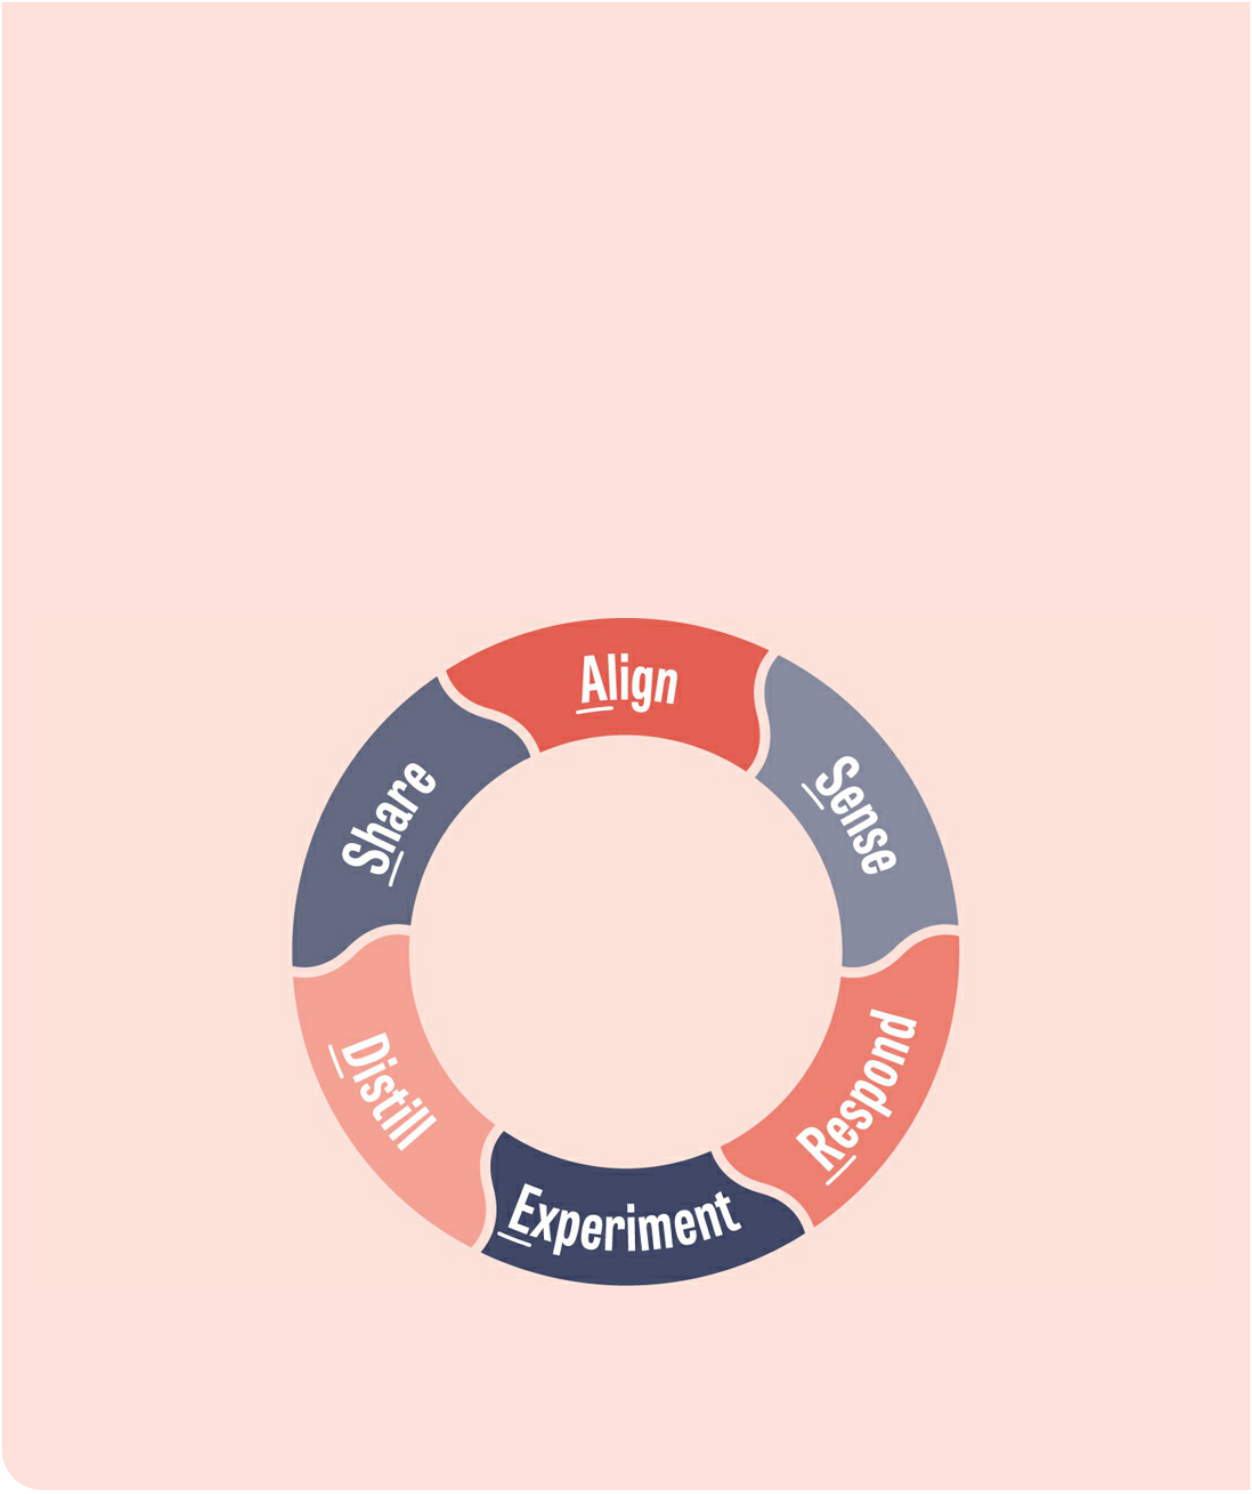 Align
Sense
Respond
Experiment
Distill
Share